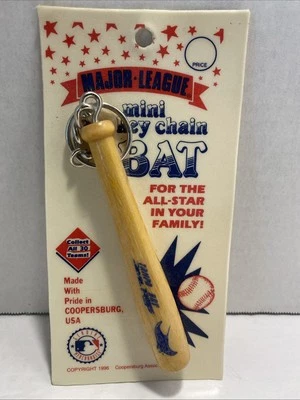 PRICE
MAJOR·LEAGUE
mini
key chain
BAT
FOR THE
ALL-STAR
IN YOUR
FAMILY!
Collect
All 30
Teams!
Made
With
Pride in
COOPERSBURG,
USA
COPYRIGHT 1996